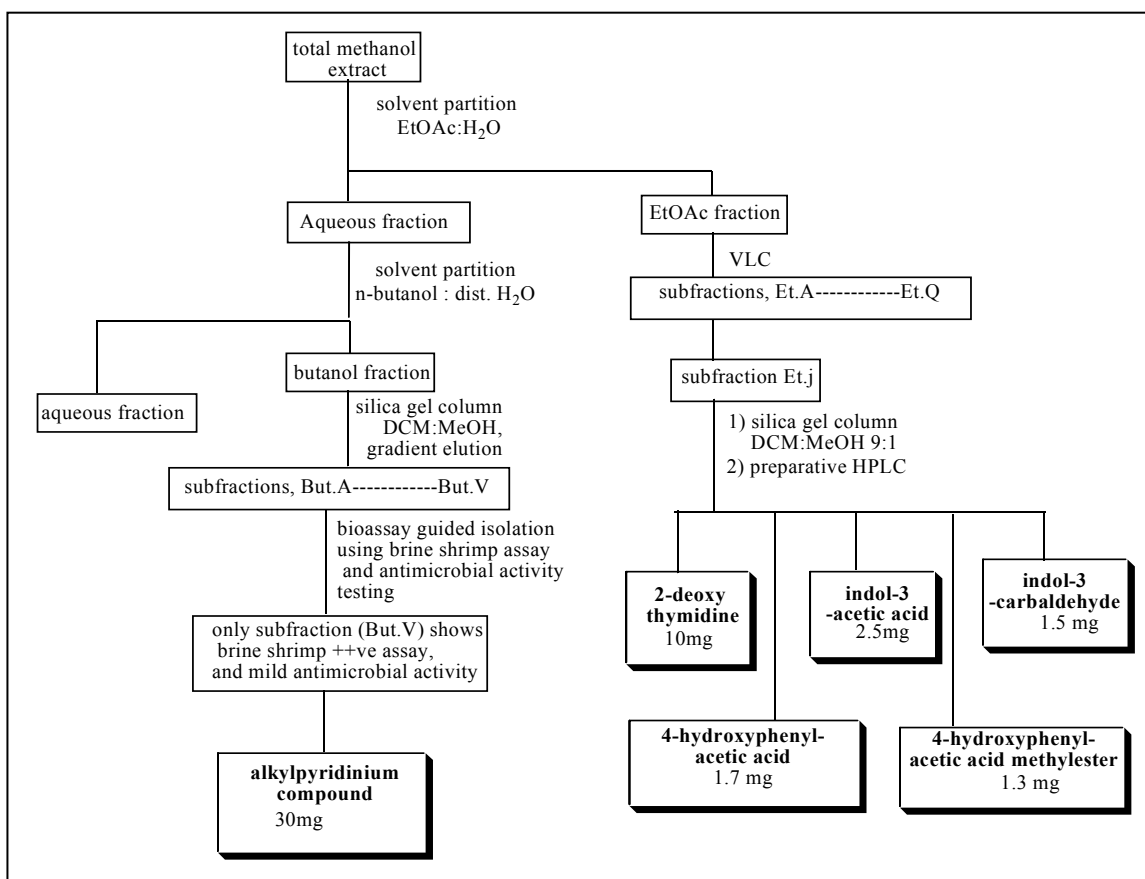 total methanol
extract
solvent partition
EtOAc:H2O
Aqueous fraction
EtOAc fraction
solvent partition
n-butanol : dist. H2O
VLC
subfractions, Et.A------------Et.Q
aqueous fraction
butanol fraction
subfraction Et.j
silica gel column
DCM:MeOH,
gradient elution
1) silica gel column
DCM:MeOH 9:1
2) preparative HPLC
subfractions, But.A------------But.V
bioassay guided isolation
using brine shrimp assay
and antimicrobial activity
testing
only subfraction (But.V) shows
brine shrimp ++ve assay,
and mild antimicrobial activity
alkylpyridinium
compound
30mg
2-deoxy
thymidine
10mg
indol-3
-acetic acid
2.5mg
indol-3
-carbaldehyde
1.5 mg
4-hydroxyphenyl-
acetic acid
1.7 mg
4-hydroxyphenyl-
acetic acid methylester
1.3 mg